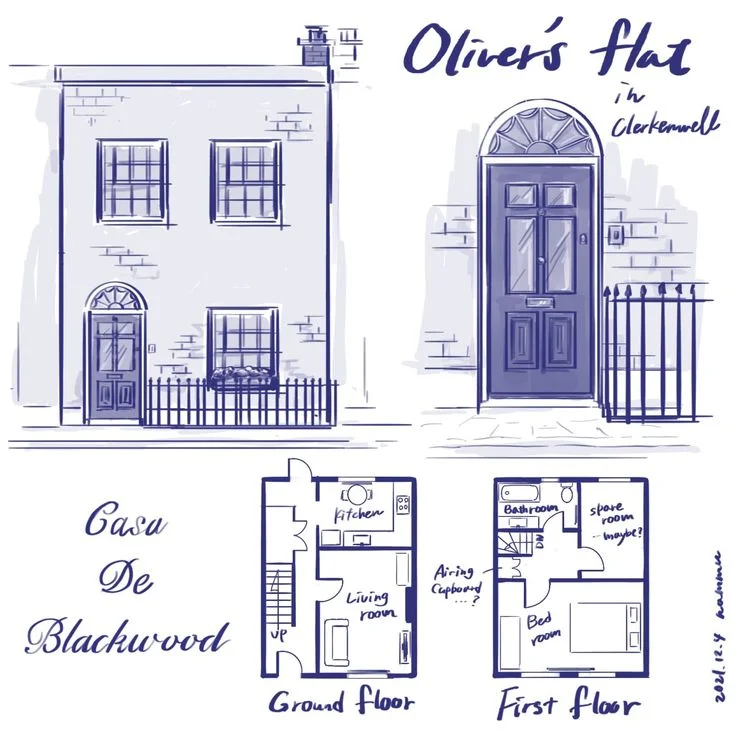 Oliver's flat
in
Clerkenwell
Casa
De
Blackwood
Kitchen
Living
room
UP
Ground floor
Bathroom
spare
room
...maybe?
DN
Airing
Cupboard
...?
Bed
room
First floor
2021.12.4